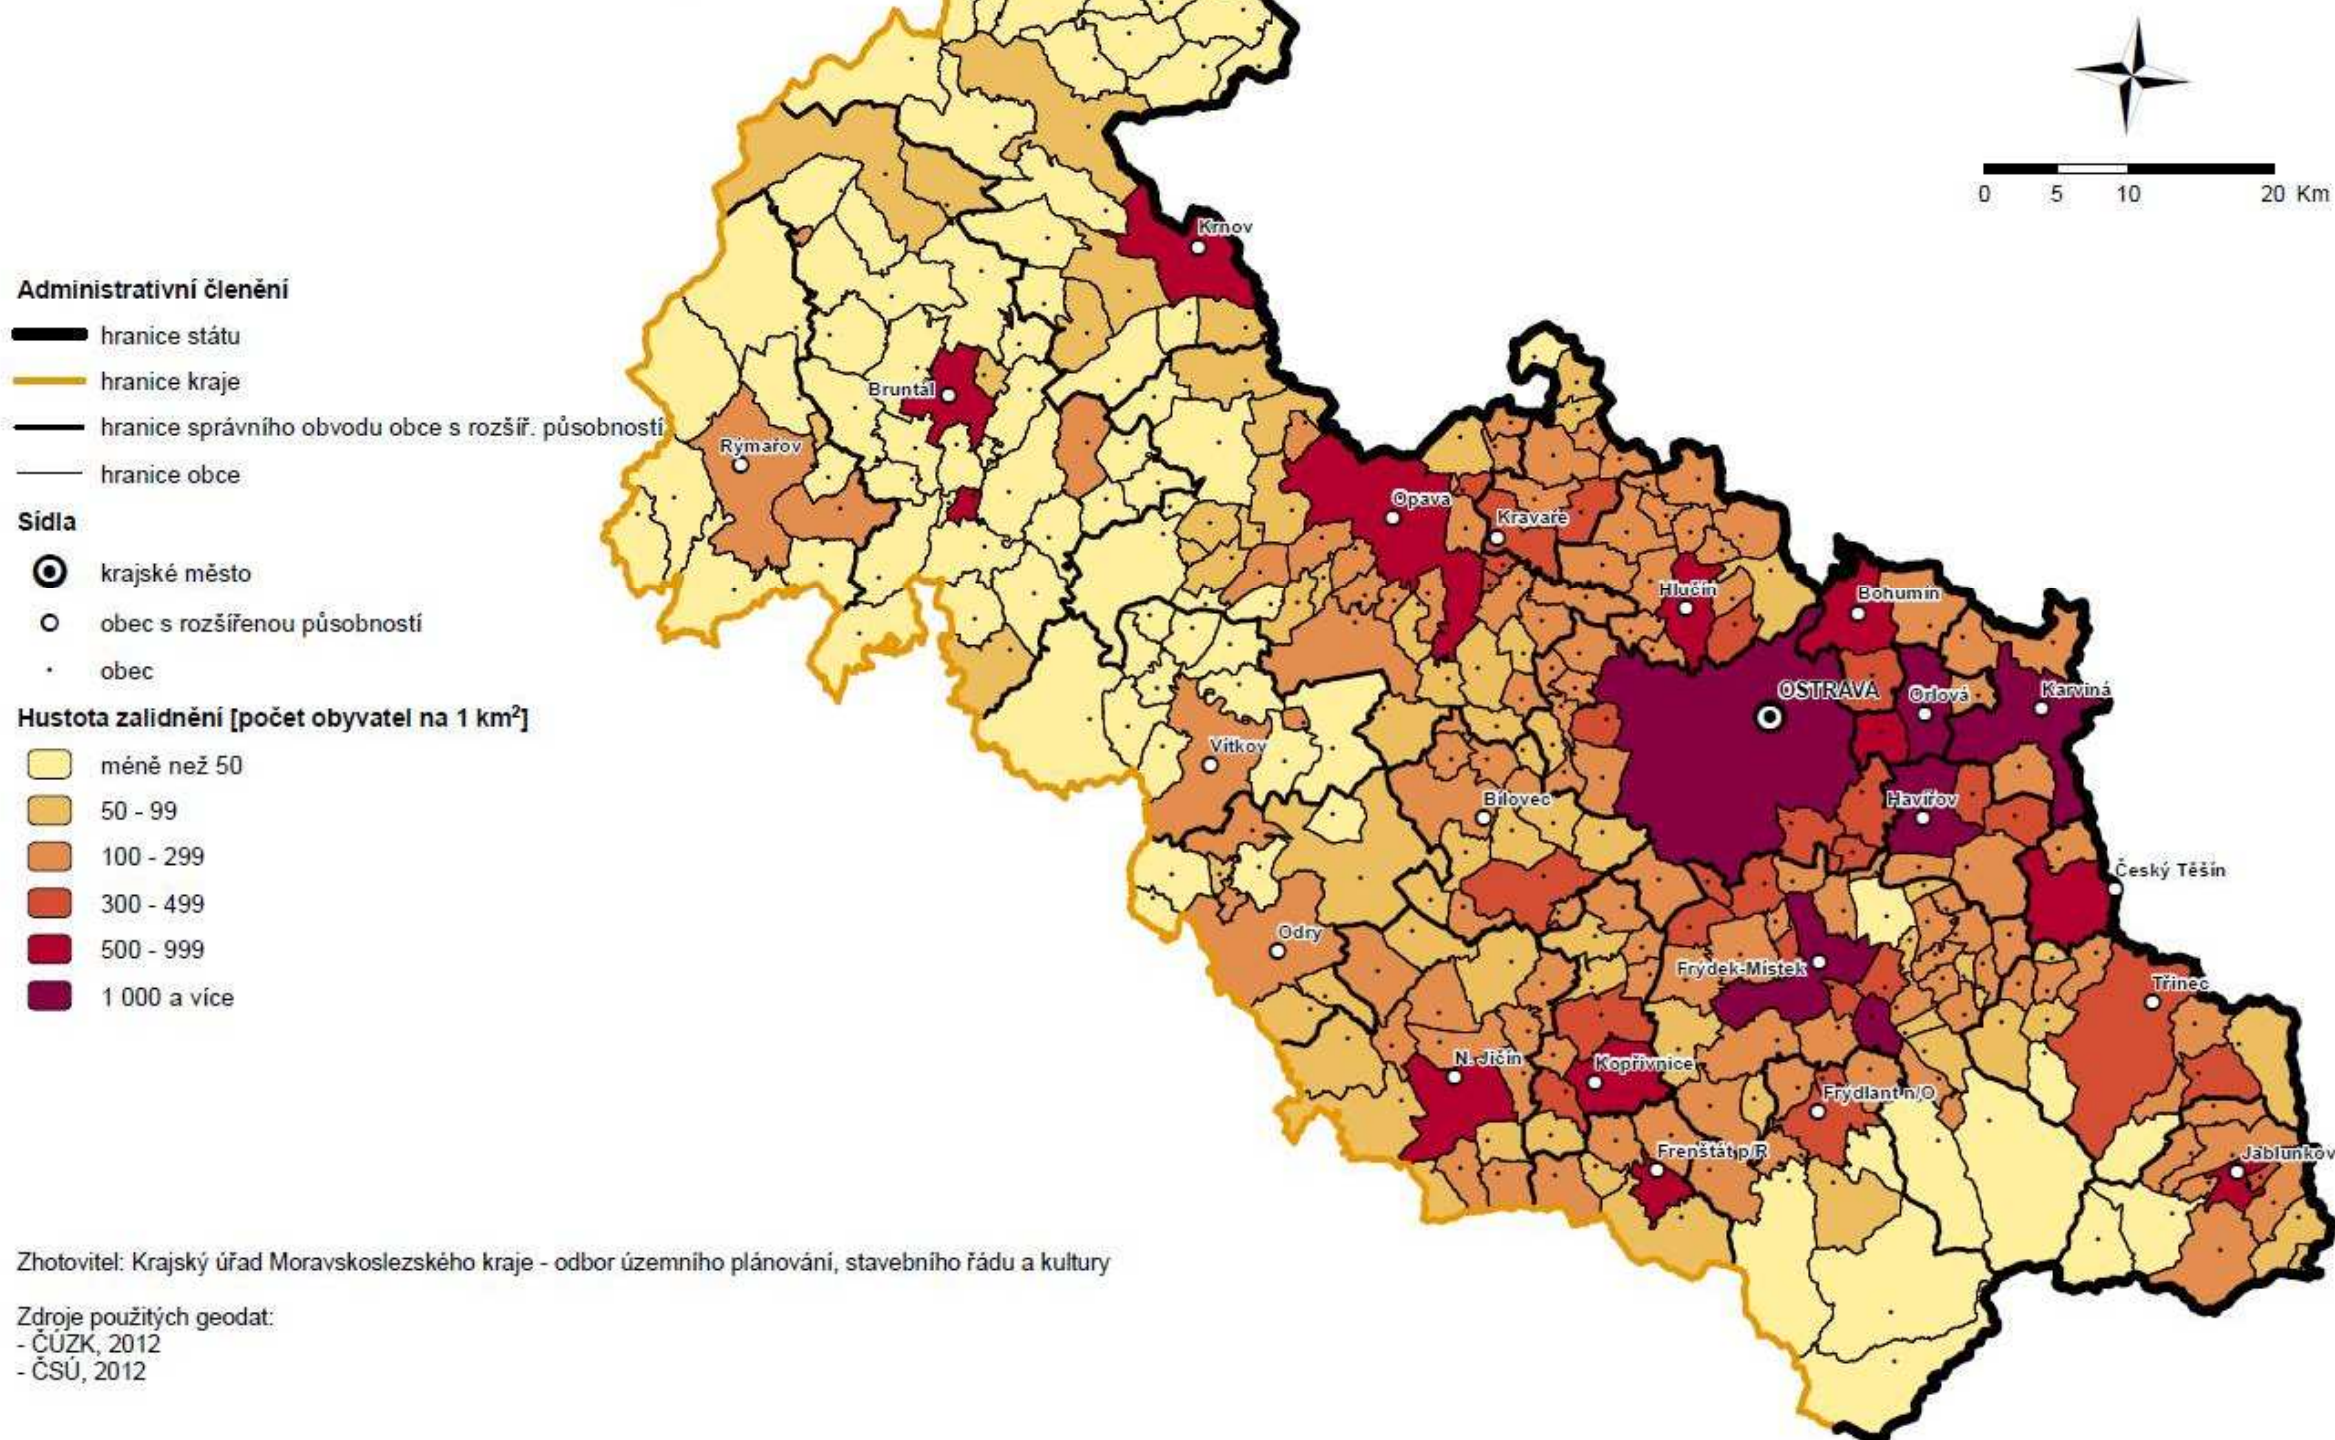 0 5 10 20 Km
Krnov
Administrativní členění
hranice státu
hranice kraje
hranice správního obvodu obce s rozšíř. působností
hranice obce
Sídla
krajské město
obec s rozšířenou působností
obec
Hustota zalidnění [počet obyvatel na 1 km²]
méně než 50
50 - 99
100 - 299
300 - 499
500 - 999
1 000 a více
Bruntál
Rýmařov
Opava
Kravaře
Hlučín
Bohumín
OSTRAVA
Orlová
Karviná
Vítkov
Bílovec
Havířov
Český Těšín
Odry
Frýdek-Místek
Třinec
N. Jičín
Kopřivnice
Frýdlant n/O
Frenštát p/R
Jablunkov
Zhotovitel: Krajský úřad Moravskoslezského kraje - odbor územního plánování, stavebního řádu a kultury
Zdroje použitých geodat:
- ČÚZK, 2012
- ČSÚ, 2012